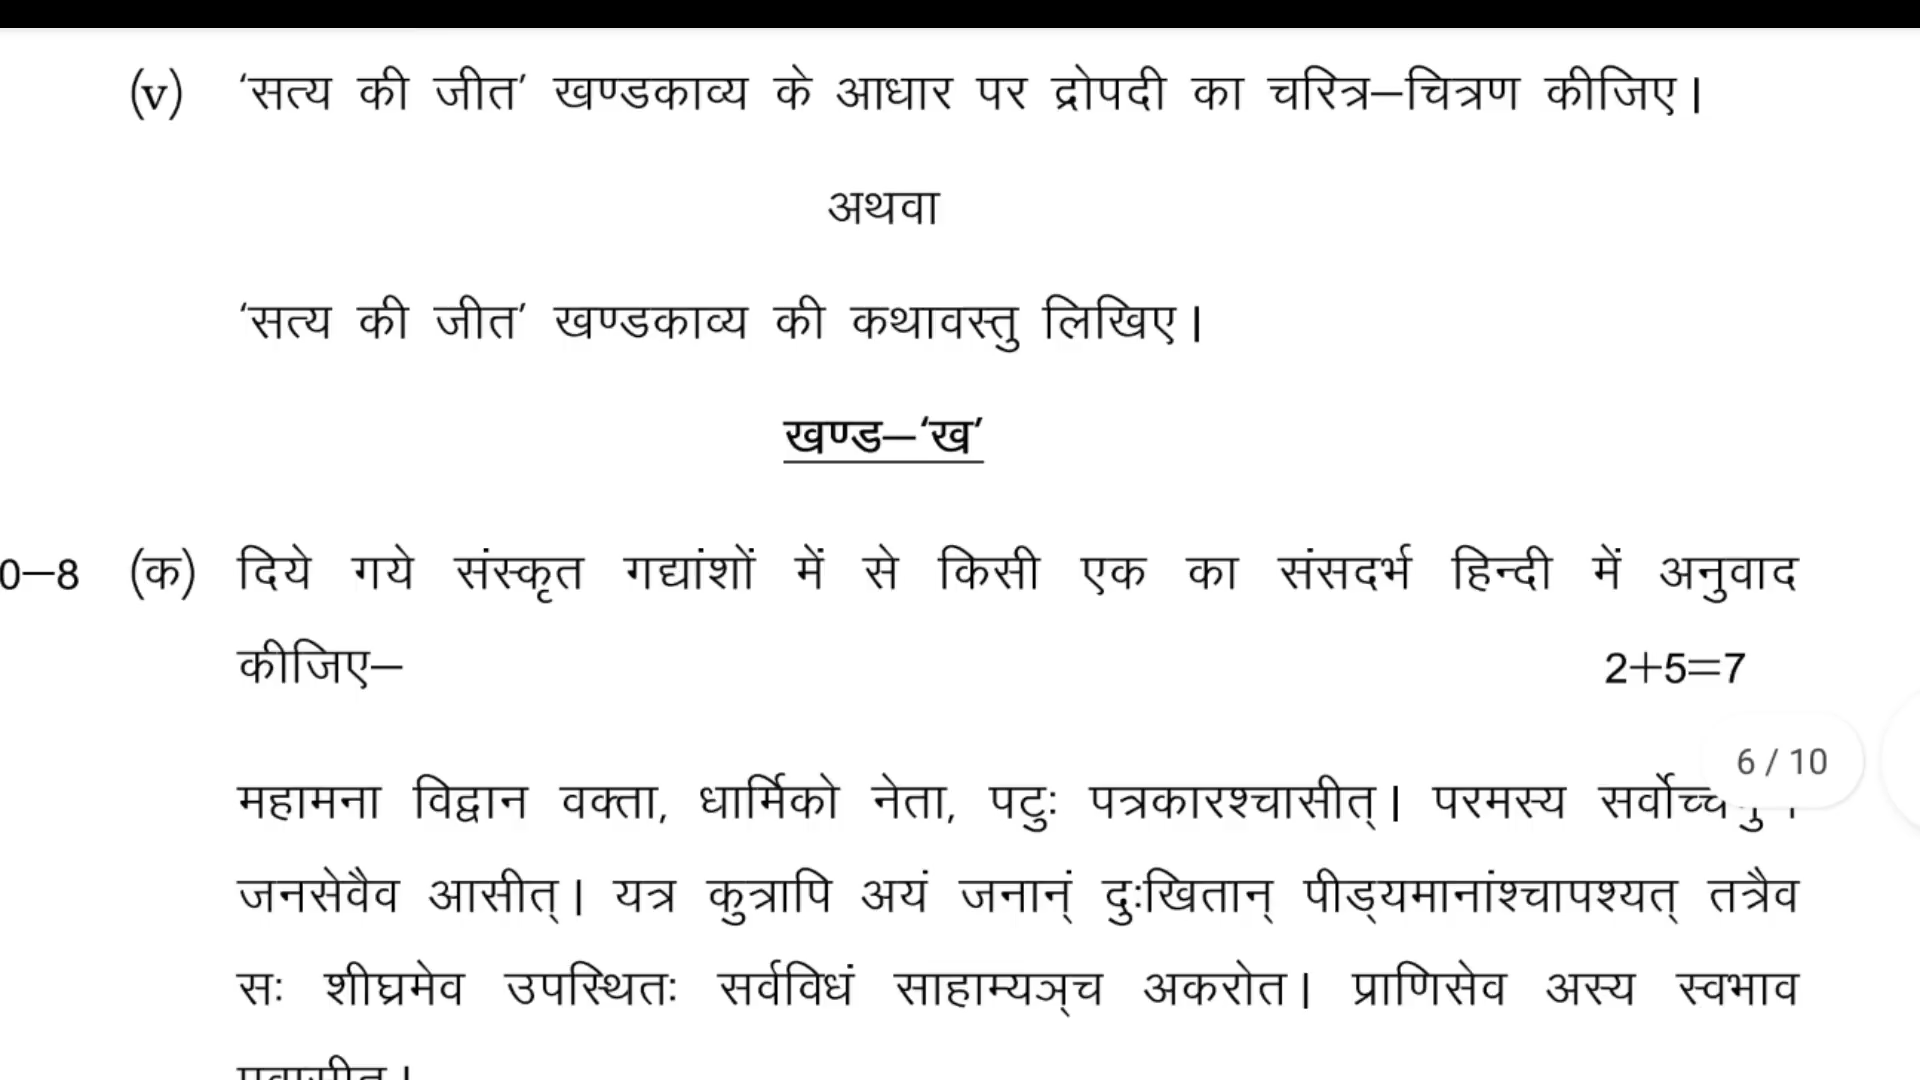 (v) ‘सत्य की जीत’ खण्डकाव्य के आधार पर द्रोपदी का चरित्र–चित्रण कीजिए।
अथवा
‘सत्य की जीत’ खण्डकाव्य की कथावस्तु लिखिए।
खण्ड–‘ख’
0–8 (क) दिये गये संस्कृत गद्यांशों में से किसी एक का संसदर्भ हिन्दी में अनुवाद
कीजिए– 2+5=7
6 / 10
महामना विद्वान वक्ता, धार्मिको नेता, पटुः पत्रकारश्चासीत्। परमस्य
जनसेवैव आसीत्। यत्र कुत्रापि अयं जनानं् दुःखितान् पीड्यमानांश्चापश्यत् तत्रैव
सः शीघ्रमेव उपस्थितः सर्वविधं साहाम्यञ्च अकरोत। प्राणिसेव अस्य स्वभाव